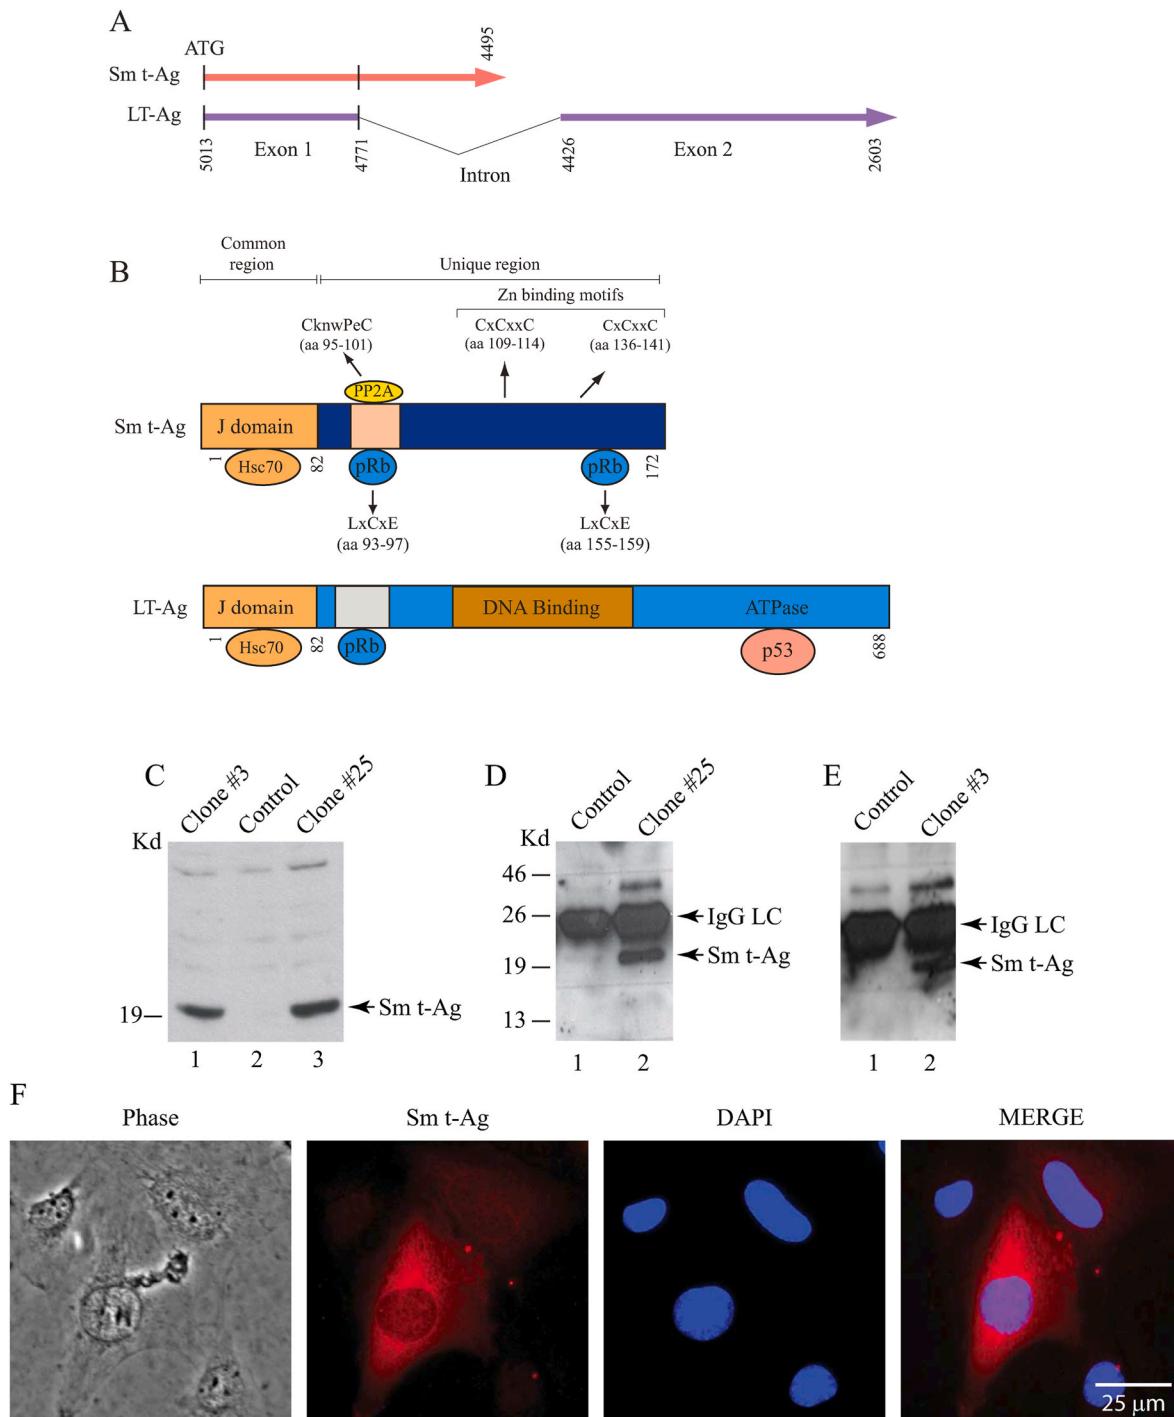 A
ATG
4495
Sm t-Ag
LT-Ag
5013
Exon 1
4771
Intron
4426
Exon 2
2603
B
Common
region
Unique region
Zn binding motifs
CknwPeC
(aa 95-101)
CxCxxC
(aa 109-114)
CxCxxC
(aa 136-141)
PP2A
Sm t-Ag
J domain
1
Hsc70
82
pRb
pRb
172
LxCxE
(aa 93-97)
LxCxE
(aa 155-159)
LT-Ag
J domain
DNA Binding
ATPase
1
Hsc70
82
pRb
p53
688
C
Clone #3
Control
Clone #25
Kd
19
Sm t-Ag
1
2
3
D
Control
Clone #25
Kd
46
26
IgG LC
19
Sm t-Ag
13
1
2
E
Control
Clone #3
IgG LC
Sm t-Ag
1
2
F
Phase
Sm t-Ag
DAPI
MERGE
25 µm